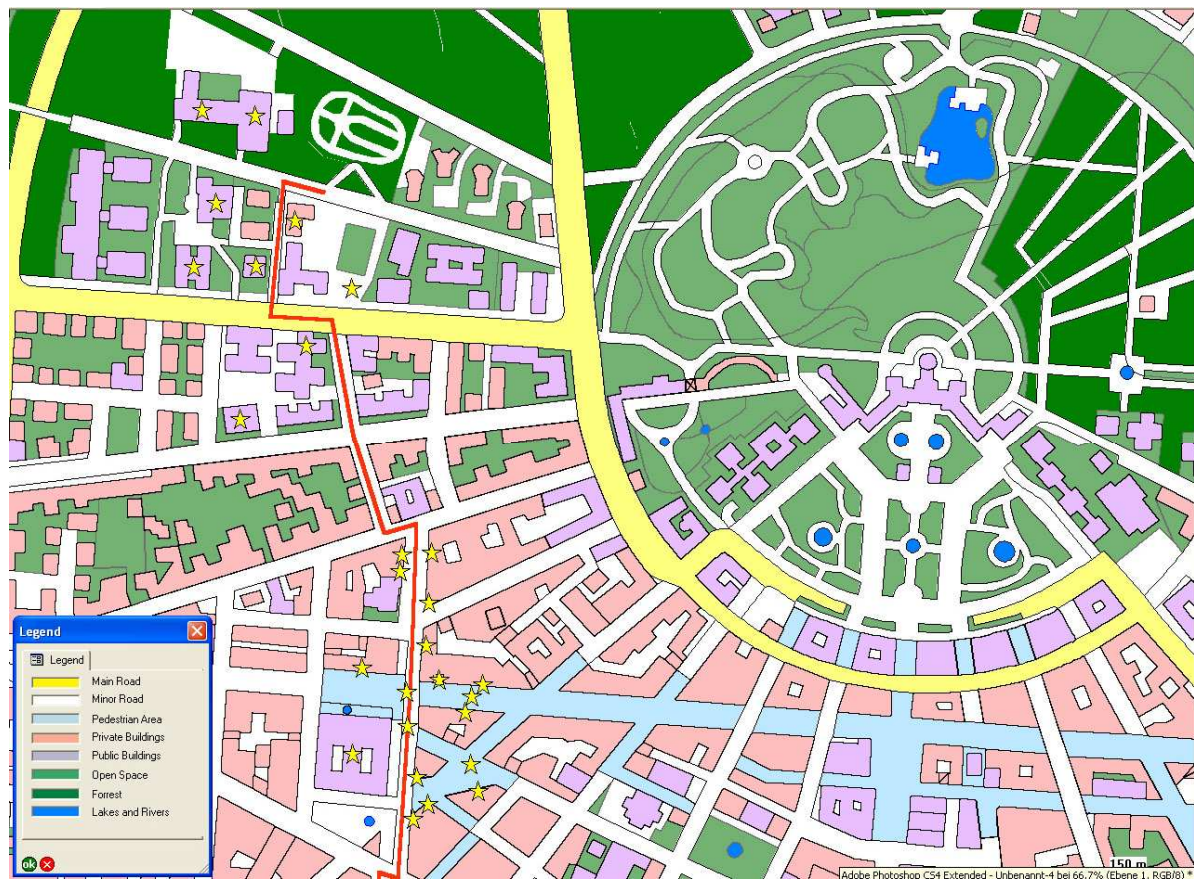 Legend
Legend
Main Road
Minor Road
Pedestrian Area
Private Buildings
Public Buildings
Open Space
Forrest
Lakes and Rivers
ok
150 m
Adobe Photoshop CS4 Extended - Unbenannt-4 bei 66.7% (Ebene 1, RGB/8) *